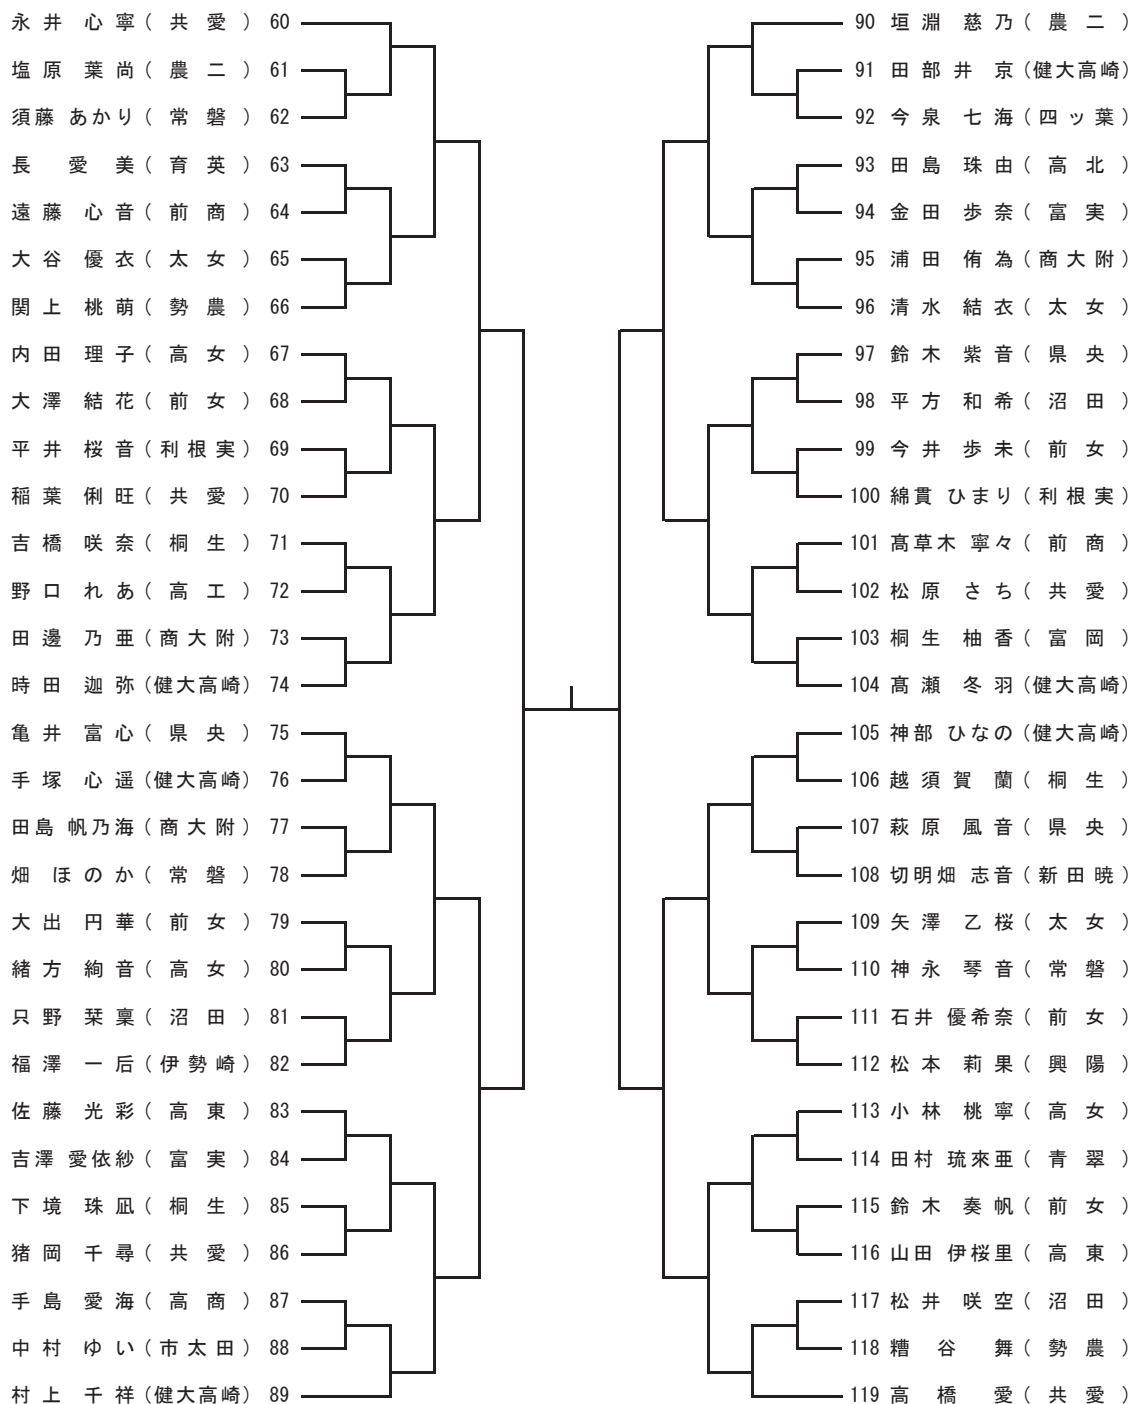 永井 心寧 ( 共愛 ) 60
塩原 葉尚 ( 農二 ) 61
須藤 あかり ( 常磐 ) 62
長 愛美 ( 育英 ) 63
遠藤 心音 ( 前商 ) 64
大谷 優衣 ( 太女 ) 65
関上 桃萌 ( 勢農 ) 66
内田 理子 ( 高女 ) 67
大澤 結花 ( 前女 ) 68
平井 桜音 ( 利根実 ) 69
稲葉 俐旺 ( 共愛 ) 70
吉橋 咲奈 ( 桐生 ) 71
野口 れあ ( 高工 ) 72
田邊 乃亜 ( 商大附 ) 73
時田 迦弥 (健大高崎) 74
亀井 富心 ( 県央 ) 75
手塚 心遥 (健大高崎) 76
田島 帆乃海 ( 商大附 ) 77
畑 ほのか ( 常磐 ) 78
大出 円華 ( 前女 ) 79
緒方 絢音 ( 高女 ) 80
只野 栞稟 ( 沼田 ) 81
福澤 一后 ( 伊勢崎 ) 82
佐藤 光彩 ( 高東 ) 83
吉澤 愛依紗 ( 富実 ) 84
下境 珠凪 ( 桐生 ) 85
猪岡 千尋 ( 共愛 ) 86
手島 愛海 ( 高商 ) 87
中村 ゆい ( 市太田 ) 88
村上 千祥 (健大高崎) 89
90 垣淵 慈乃 ( 農二 )
91 田部井 京 (健大高崎)
92 今泉 七海 ( 四ッ葉 )
93 田島 珠由 ( 高北 )
94 金田 歩奈 ( 富実 )
95 浦田 侑為 ( 商大附 )
96 清水 結衣 ( 太女 )
97 鈴木 紫音 ( 県央 )
98 平方 和希 ( 沼田 )
99 今井 歩未 ( 前女 )
100 綿貫 ひまり ( 利根実 )
101 髙草木 寧々 ( 前商 )
102 松原 さち ( 共愛 )
103 桐生 柚香 ( 富岡 )
104 髙瀬 冬羽 (健大高崎)
105 神部 ひなの (健大高崎)
106 越須賀 蘭 ( 桐生 )
107 萩原 風音 ( 県央 )
108 切明畑 志音 ( 新田暁 )
109 矢澤 乙桜 ( 太女 )
110 神永 琴音 ( 常磐 )
111 石井 優希奈 ( 前女 )
112 松本 莉果 ( 興陽 )
113 小林 桃寧 ( 高女 )
114 田村 琉來亜 ( 青翠 )
115 鈴木 奏帆 ( 前女 )
116 山田 伊桜里 ( 高東 )
117 松井 咲空 ( 沼田 )
118 糟谷 舞 ( 勢農 )
119 高橋 愛 ( 共愛 )